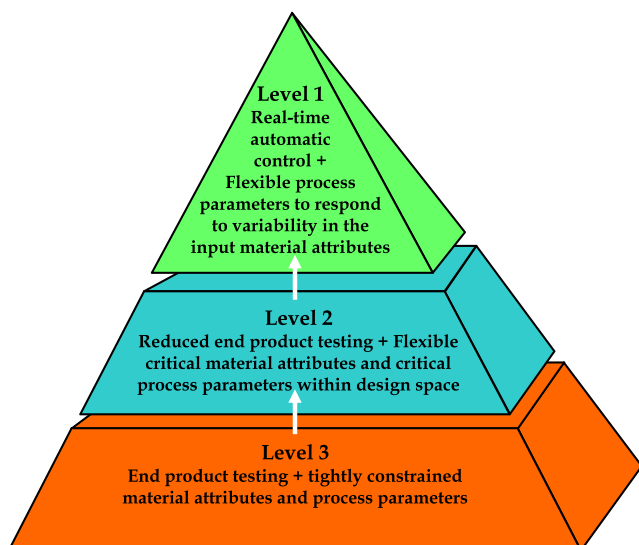 Level 1
Real-time
automatic
control +
Flexible process
parameters to respond
to variability in the
input material attributes
Level 2
Reduced end product testing + Flexible
critical material attributes and critical
process parameters within design space
Level 3
End product testing + tightly constrained
material attributes and process parameters